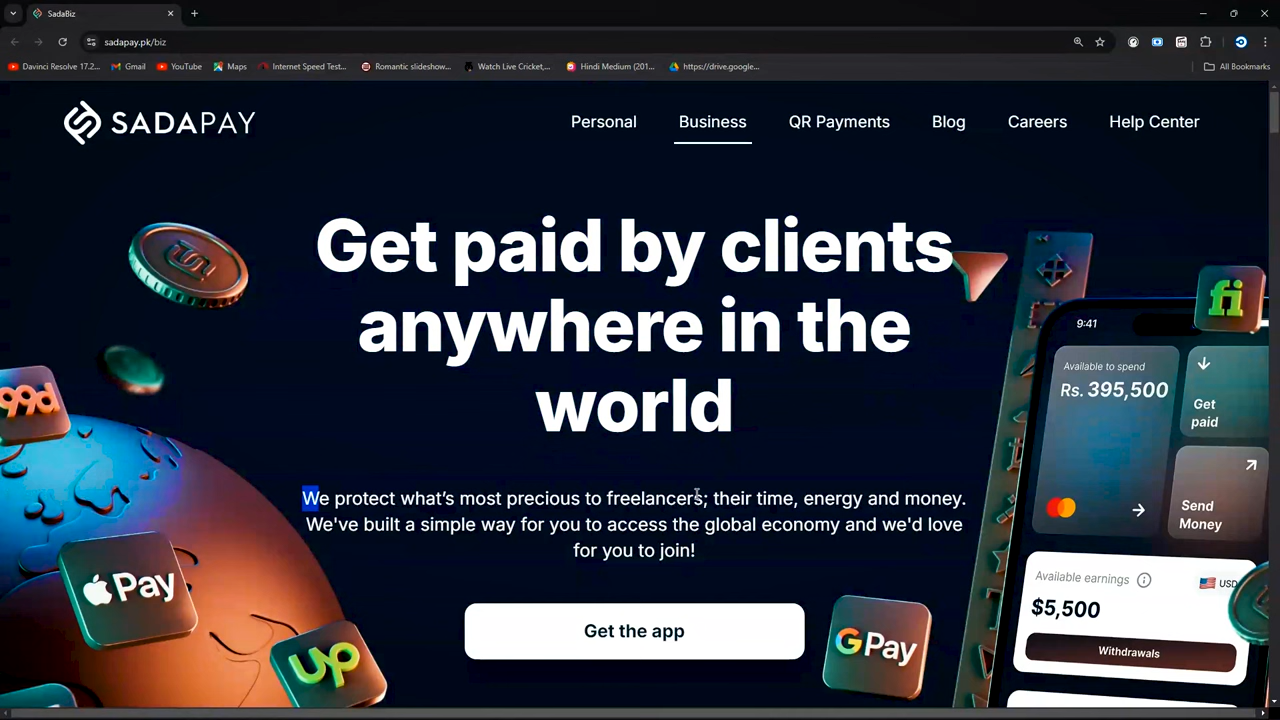 SadaBiz
sadapay.pk/biz
Davinci Resolve 17.2...
Gmail
YouTube
Maps
Internet Speed Test...
Romantic slideshow...
Watch Live Cricket,...
Hindi Medium (201...
https://drive.google...
All Bookmarks
SADAPAY
Personal
Business
QR Payments
Blog
Careers
Help Center
Get paid by clients
anywhere in the
world
We protect what's most precious to freelancers; their time, energy and money.
We've built a simple way for you to access the global economy and we'd love
for you to join!
Get the app
99d
Pay
Up
G Pay
fi
9:41
Available to spend
Rs. 395,500
Get
paid
Send
Money
Available earnings
USD
$5,500
Withdrawals